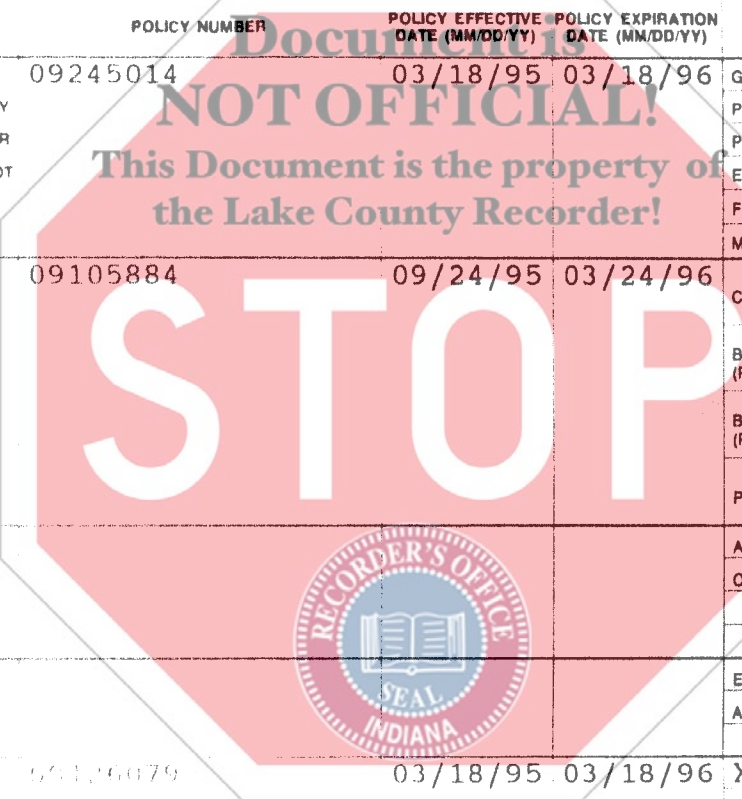 POLICY NUMBER
POLICY EFFECTIVE DATE (MM/DD/YY)
POLICY EXPIRATION DATE (MM/DD/YY)
Document is
NOT OFFICIAL!
This Document is the property of
the Lake County Recorder!
09245014 03/18/95 03/18/96 G
Y P
R P
OT E
F
M
09105884 09/24/95 03/24/96
C
B
(P
B
(P
P
STOP
A
O
RECORDER'S OFFICE
SEAL
INDIANA
E
A
03/18/95 03/18/96 X